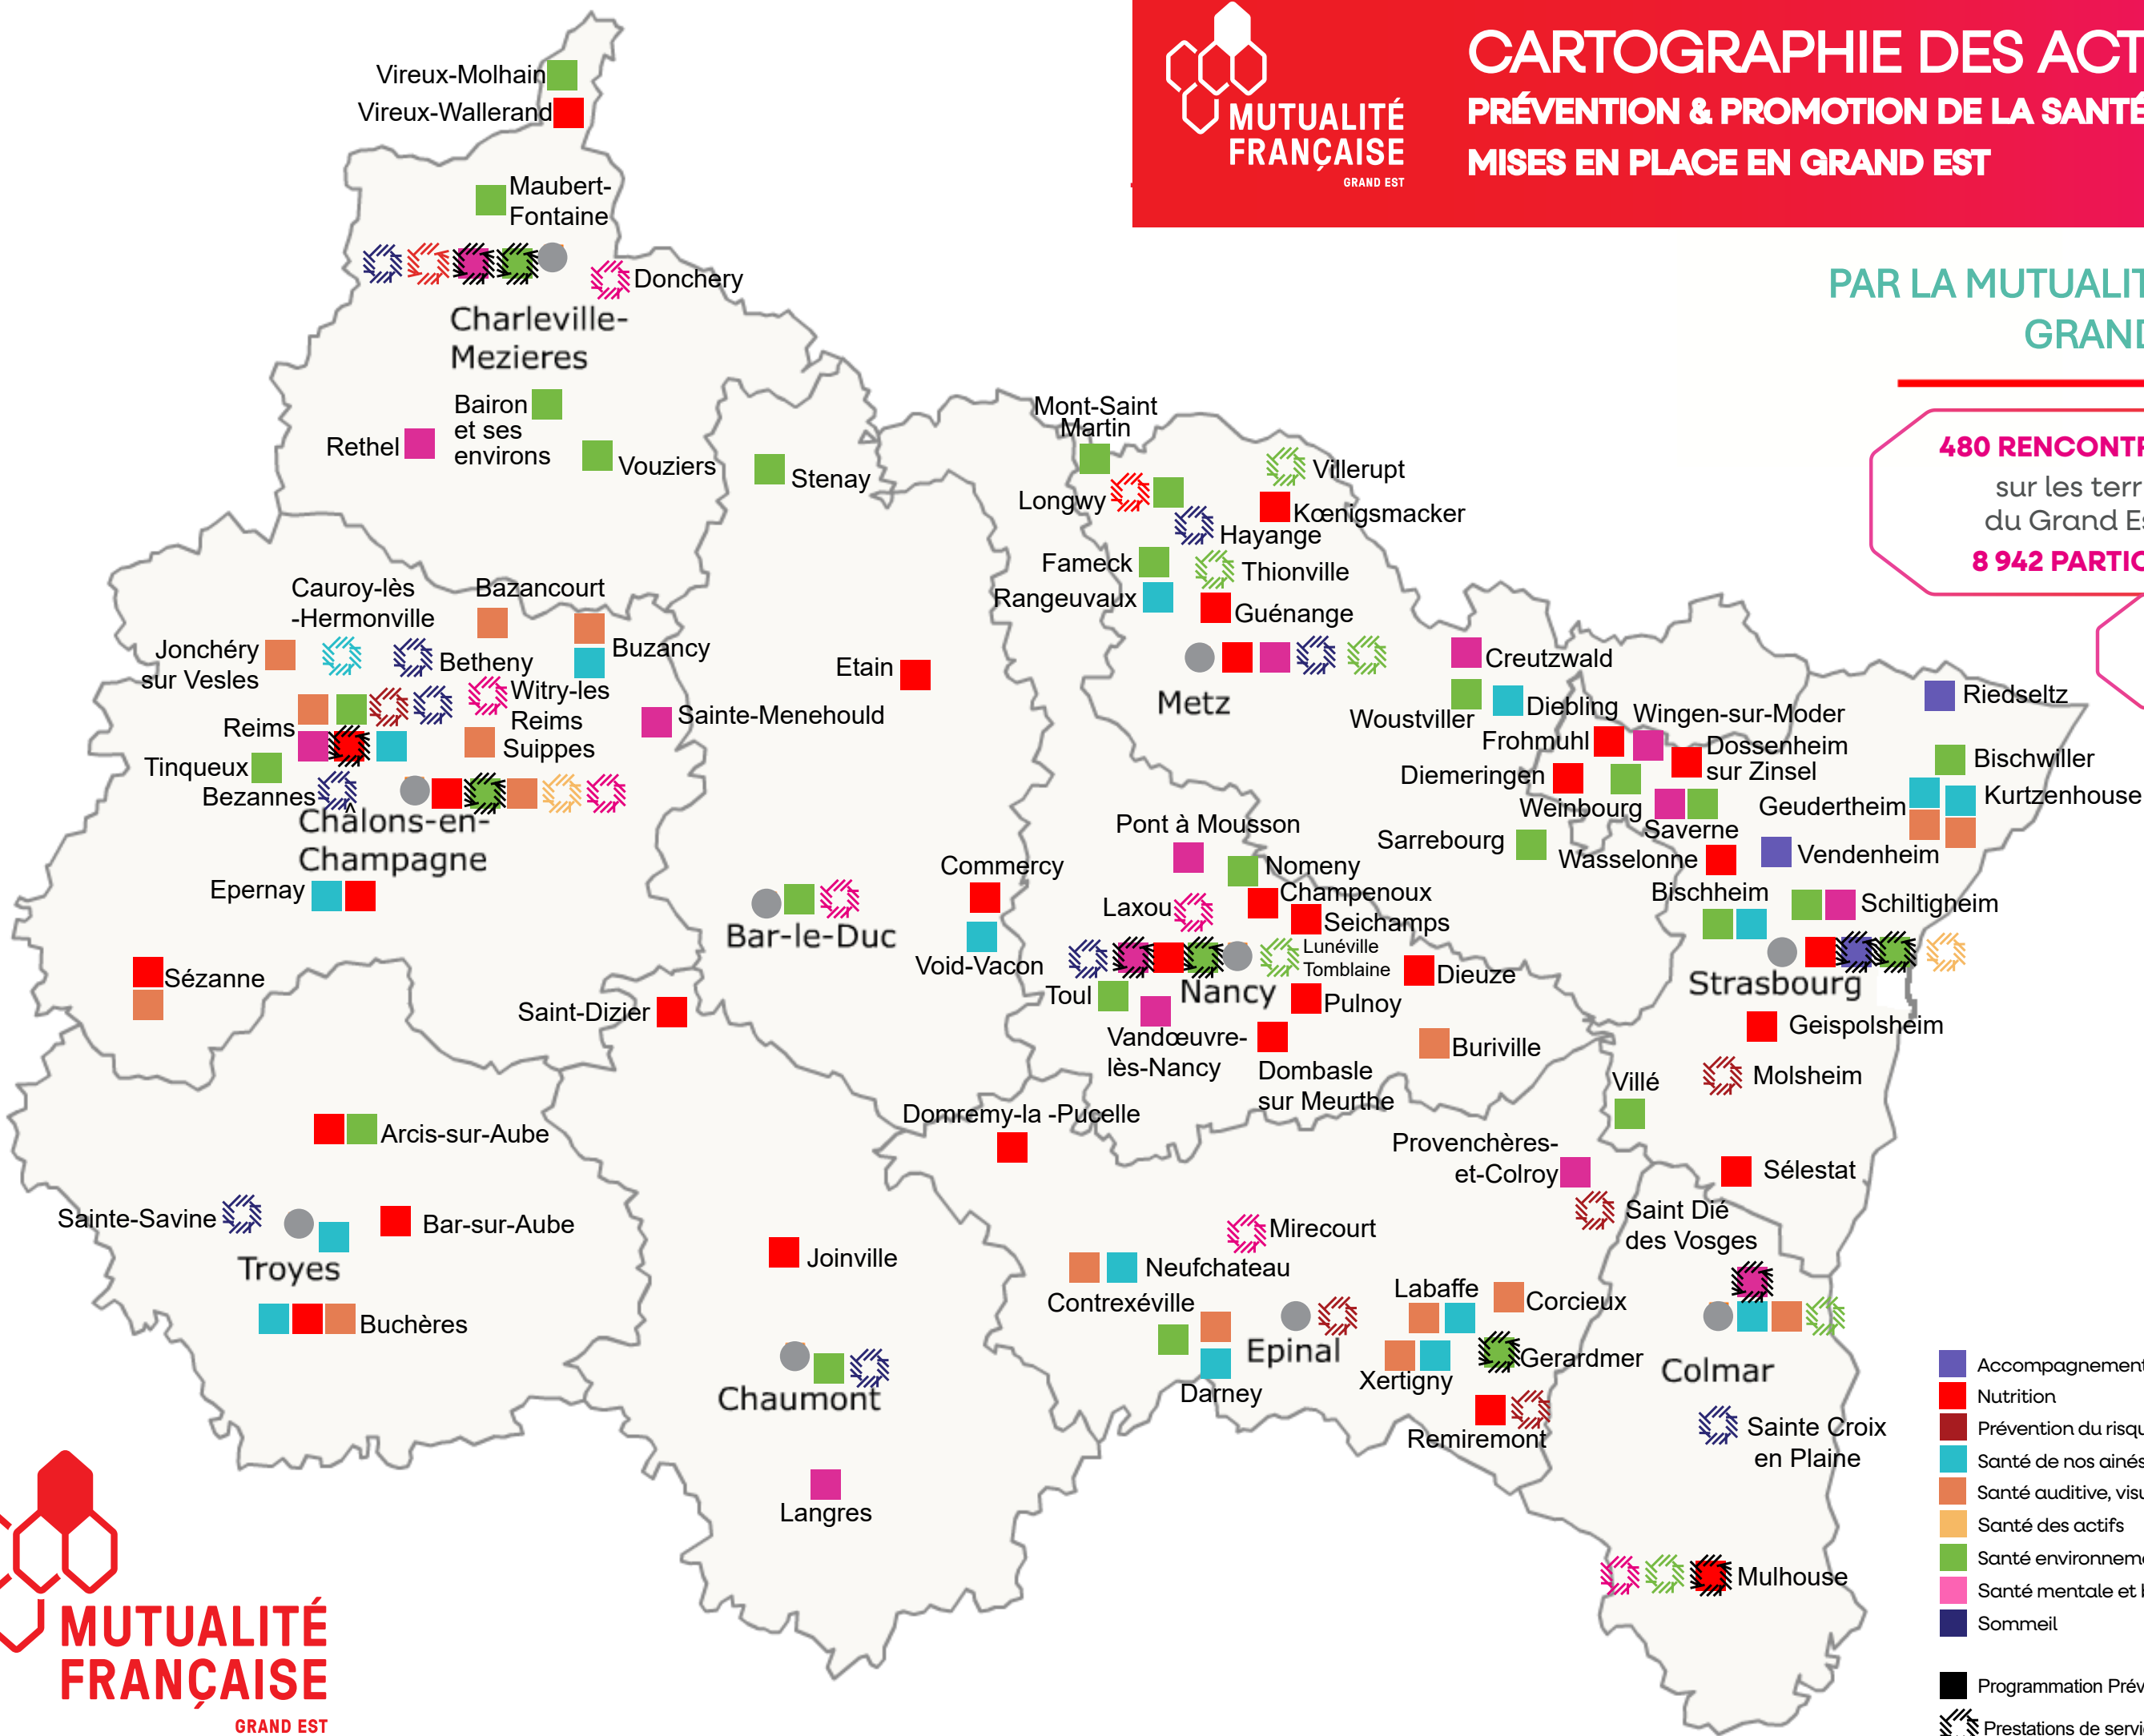 CARTOGRAPHIE DES ACT
PRÉVENTION & PROMOTION DE LA SANTÉ
MISES EN PLACE EN GRAND EST
MUTUALITÉ
FRANÇAISE
GRAND EST
PAR LA MUTUALIT
GRAND
480 RENCONTR
sur les terr
du Grand Es
8 942 PARTIC
Vireux-Molhain
Vireux-Wallerand
Maubert-
Fontaine
Donchery
Charleville-
Mezieres
Bairon
et ses
environs
Rethel
Vouziers
Stenay
Mont-Saint
Martin
Villerupt
Longwy
Kœnigsmacker
Hayange
Fameck
Thionville
Rangeuvaux
Guénange
Cauroy-lès
-Hermonville
Bazancourt
Jonchéry
sur Vesles
Betheny
Buzancy
Witry-les
Reims
Reims
Suippes
Tinqueux
Bezannes
Châlons-en-
Champagne
Sainte-Menehould
Etain
Metz
Creutzwald
Woustviller
Diebling
Wingen-sur-Moder
Frohmuhl
Dossenheim
sur Zinsel
Diemeringen
Weinbourg
Saverne
Sarrebourg
Wasselonne
Riedseltz
Bischwiller
Geudertheim
Kurtzenhouse
Vendenheim
Bischheim
Schiltigheim
Strasbourg
Geispolsheim
Molsheim
Villé
Sélestat
Epernay
Sézanne
Saint-Dizier
Bar-le-Duc
Commercy
Void-Vacon
Pont à Mousson
Nomeny
Champenoux
Laxou
Seichamps
Lunéville
Tomblaine
Dieuze
Nancy
Toul
Pulnoy
Vandœuvre-
lès-Nancy
Dombasle
sur Meurthe
Buriville
Domremy-la -Pucelle
Provenchères-
et-Colroy
Saint Dié
des Vosges
Arcis-sur-Aube
Sainte-Savine
Bar-sur-Aube
Troyes
Buchères
Joinville
Chaumont
Langres
Mirecourt
Neufchateau
Contrexéville
Darney
Epinal
Labaffe
Corcieux
Xertigny
Gerardmer
Remiremont
Colmar
Sainte Croix
en Plaine
Mulhouse
Accompagnement
Nutrition
Prévention du risqu
Santé de nos ainés
Santé auditive, visu
Santé des actifs
Santé environneme
Santé mentale et b
Sommeil
Programmation Prév
Prestations de servic
MUTUALITÉ
FRANÇAISE
GRAND EST